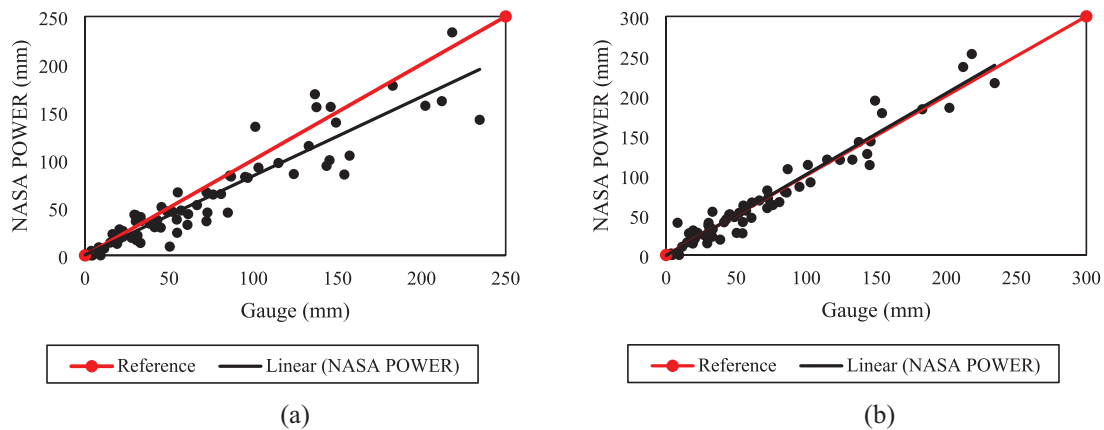 250
200
150
100
50
0
NASA POWER (mm)
0 50 100 150 200 250
Gauge (mm)
Reference Linear (NASA POWER)
(a)
300
250
200
150
100
50
0
NASA POWER (mm)
0 50 100 150 200 250 300
Gauge (mm)
Reference Linear (NASA POWER)
(b)